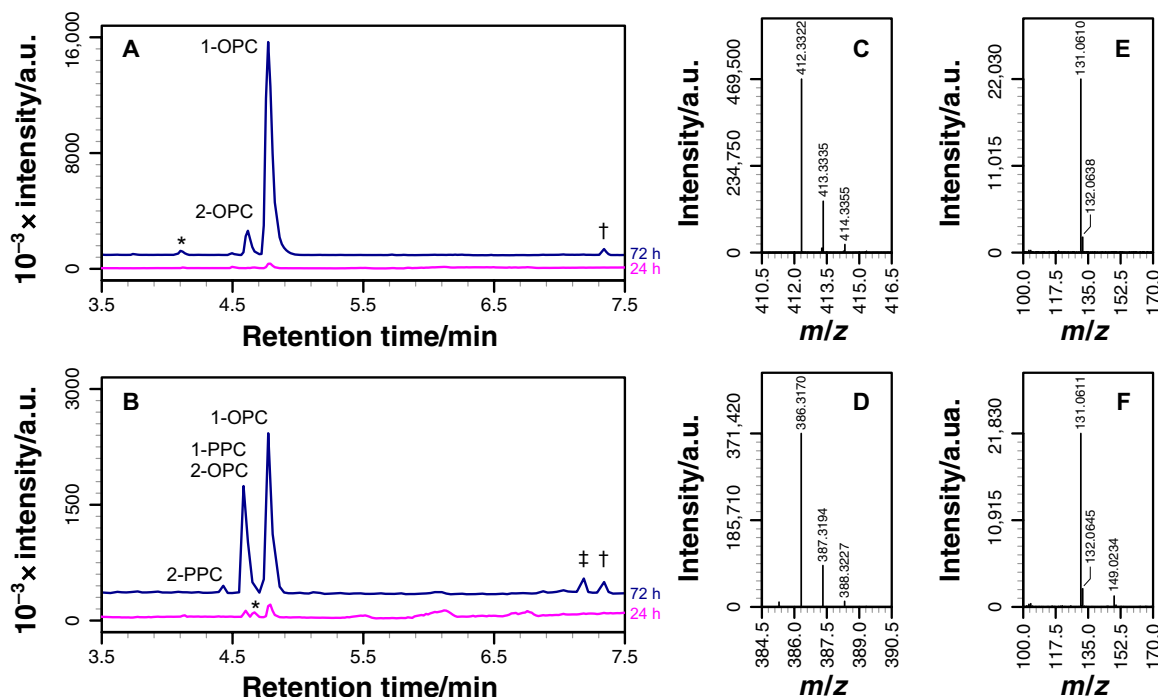 A
10⁻³ × intensity/a.u.
16,000
8000
0
1-OPC
2-OPC
*
†
72 h
24 h
3.5
4.5
5.5
6.5
7.5
Retention time/min
B
10⁻³ × intensity/a.u.
3000
1500
0
1-OPC
1-PPC
2-OPC
2-PPC
*
‡
†
72 h
24 h
3.5
4.5
5.5
6.5
7.5
Retention time/min
C
Intensity/a.u.
469,500
234,750
0
412.3322
413.3335
414.3355
410.5
412.0
413.5
415.0
416.5
m/z
D
Intensity/a.u.
371,420
185,710
0
386.3170
387.3194
388.3227
384.5
386.0
387.5
389.0
390.5
m/z
E
Intensity/a.u.
22,030
11,015
0
131.0610
132.0638
100.0
117.5
135.0
152.5
170.0
m/z
F
Intensity/a.ua.
21,830
10,915
0
131.0611
132.0645
149.0234
100.0
117.5
135.0
152.5
170.0
m/z